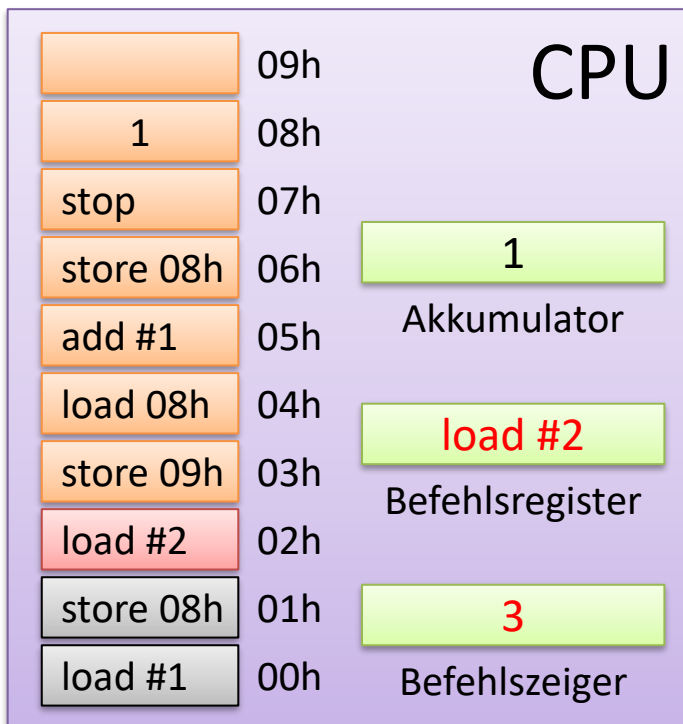 CPU
09h
1 08h
stop 07h
store 08h 06h
add #1 05h
load 08h 04h
store 09h 03h
load #2 02h
store 08h 01h
load #1 00h
1
Akkumulator
load #2
Befehlsregister
3
Befehlszeiger